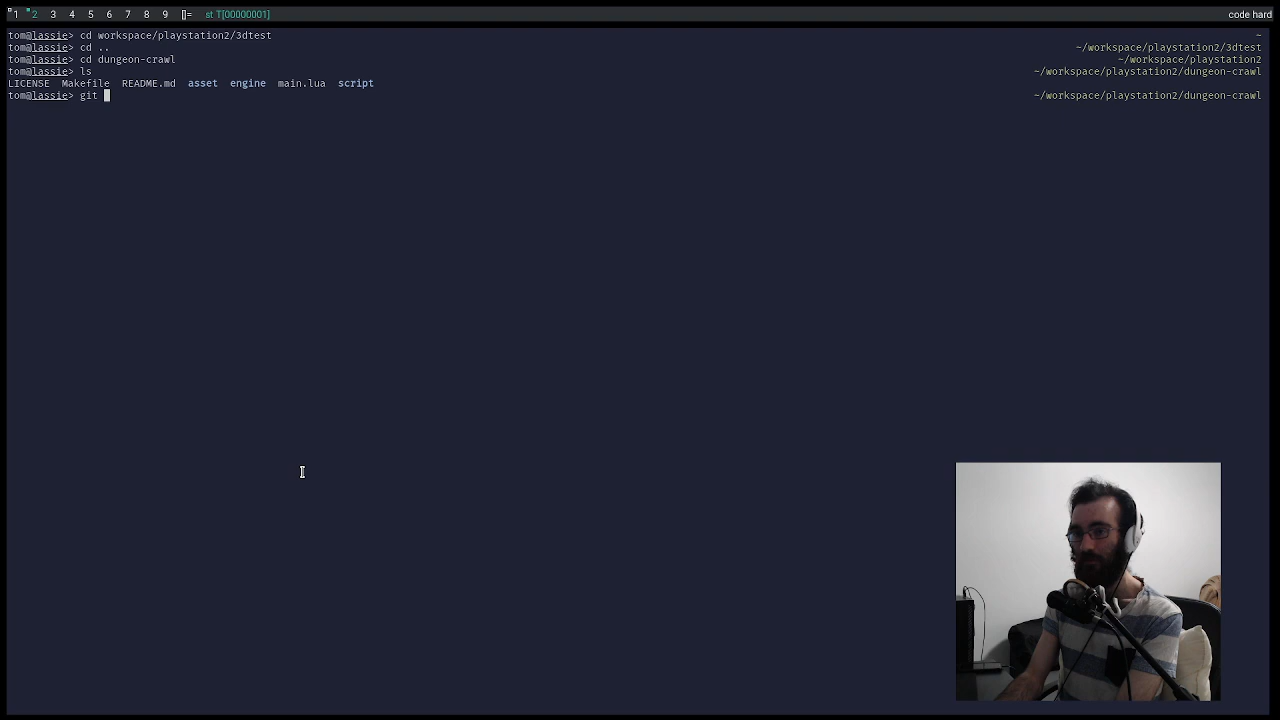 1 2 3 4 5 6 7 8 9 []= st T[00000001] code hard
tom@lassie> cd workspace/playstation2/3dtest ~
tom@lassie> cd .. ~/workspace/playstation2/3dtest
tom@lassie> cd dungeon-crawl ~/workspace/playstation2
tom@lassie> ls ~/workspace/playstation2/dungeon-crawl
LICENSE Makefile README.md asset engine main.lua script
tom@lassie> git ~/workspace/playstation2/dungeon-crawl